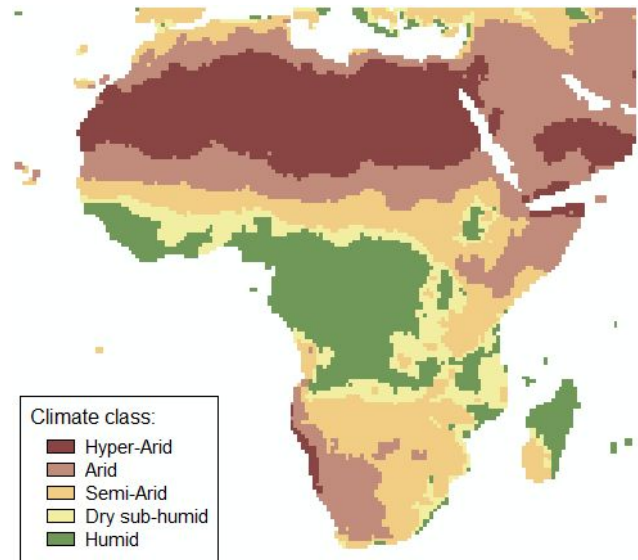 Climate class:
Hyper-Arid
Arid
Semi-Arid
Dry sub-humid
Humid